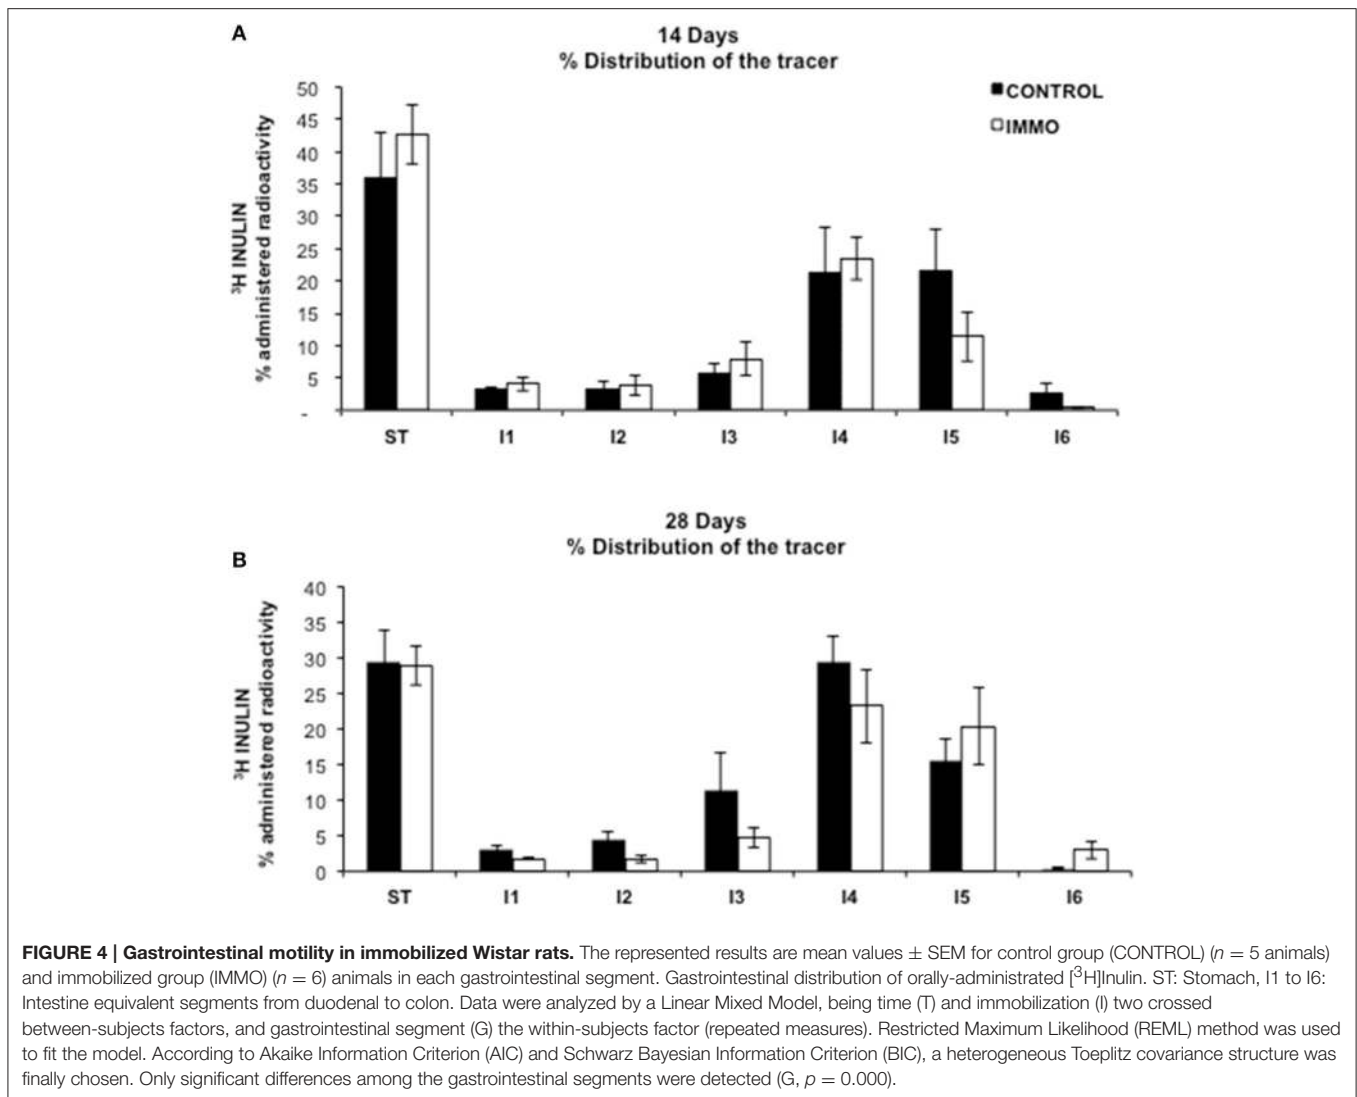 A
14 Days
% Distribution of the tracer
³H INULIN
% administered radioactivity
50
45
40
35
30
25
20
15
10
5
-
CONTROL
IMMO
ST I1 I2 I3 I4 I5 I6
B
28 Days
% Distribution of the tracer
³H INULIN
% administered radioactivity
40
35
30
25
20
15
10
5
0
ST I1 I2 I3 I4 I5 I6
FIGURE 4 | Gastrointestinal motility in immobilized Wistar rats. The represented results are mean values ± SEM for control group (CONTROL) (n = 5 animals)
and immobilized group (IMMO) (n = 6) animals in each gastrointestinal segment. Gastrointestinal distribution of orally-administrated [³H]Inulin. ST: Stomach, I1 to I6:
Intestine equivalent segments from duodenal to colon. Data were analyzed by a Linear Mixed Model, being time (T) and immobilization (I) two crossed
between-subjects factors, and gastrointestinal segment (G) the within-subjects factor (repeated measures). Restricted Maximum Likelihood (REML) method was used
to fit the model. According to Akaike Information Criterion (AIC) and Schwarz Bayesian Information Criterion (BIC), a heterogeneous Toeplitz covariance structure was
finally chosen. Only significant differences among the gastrointestinal segments were detected (G, p = 0.000).